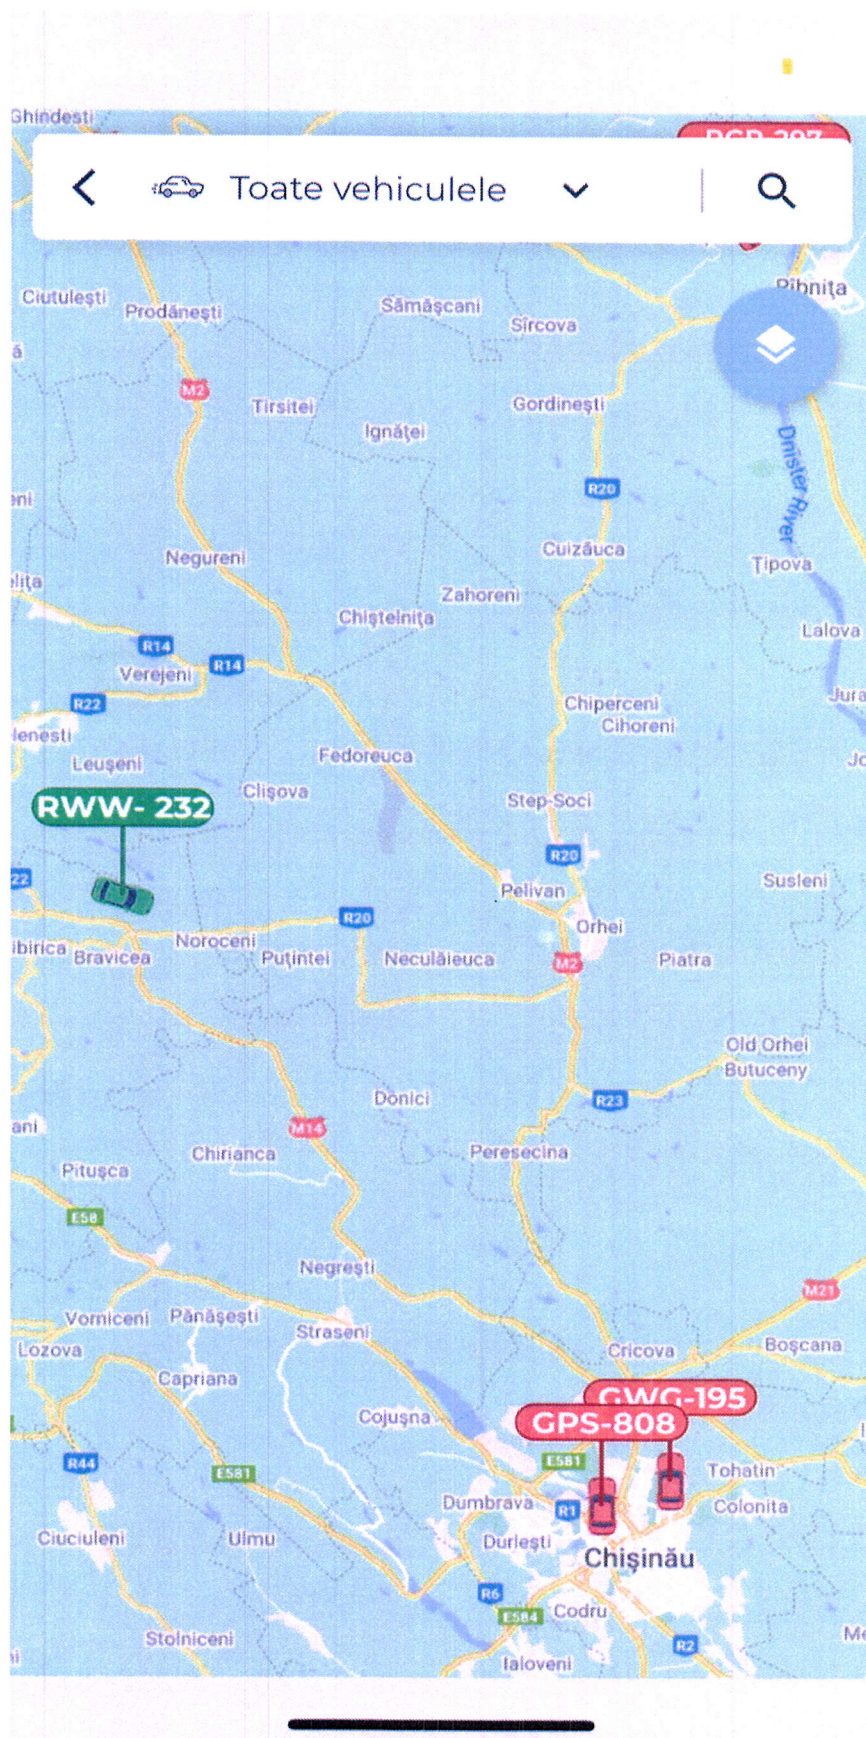 Ghindesti
Toate vehiculele
Rîbnița
Ciutulești
Prodănești
Sămășcani
Sîrcova
M2
Tirsitei
Gordinești
Ignăței
Dnister River
R20
Negureni
Cuizăuca
Țipova
Zahoreni
Chiștelnița
Lalova
R14
R14
Verejeni
R22
Chiperceni
Cihoreni
Jura
Leușeni
Fedoreuca
Clișova
Step-Soci
RWW- 232
R20
22
Pelivan
Susleni
R20
Orhei
Noroceni
Bravicea
Puțintei
Neculăieuca
M2
Piatra
Old Orhei
Butuceny
Donici
R23
M14
Chirianca
Peresecina
Pitușca
E58
Negrești
M21
Vorniceni
Pănășești
Straseni
Lozova
Cricova
Boșcana
Capriana
GWG-195
Cojușna
GPS-808
R44
E581
E581
Tohatin
Dumbrava
R1
Colonita
Ciuciuleni
Ulmu
Durlești
Chișinău
R6
E584
Codru
Stolniceni
R2
Ialoveni